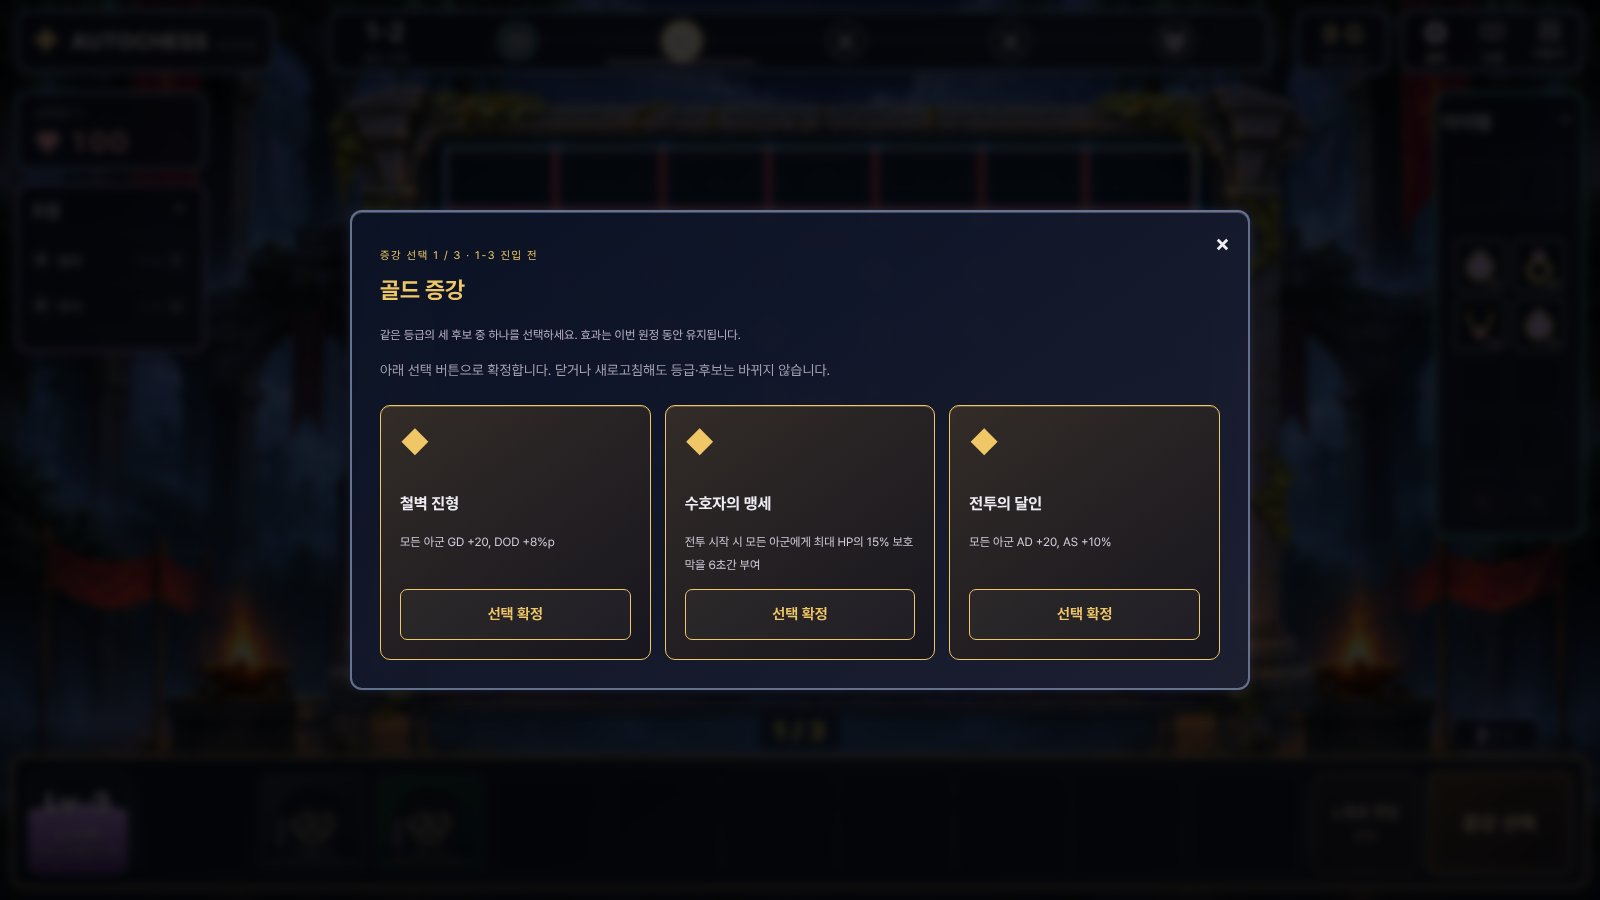 AUTOCHESS
1-2
100
증강 선택 1 / 3 · 1-3 진입 전
×
골드 증강
같은 등급의 세 후보 중 하나를 선택하세요. 효과는 이번 원정 동안 유지됩니다.
아래 선택 버튼으로 확정합니다. 닫거나 새로고침해도 등급·후보는 바뀌지 않습니다.
철벽 진형
모든 아군 GD +20, DOD +8%p
선택 확정
수호자의 맹세
전투 시작 시 모든 아군에게 최대 HP의 15% 보호
막을 6초간 부여
선택 확정
전투의 달인
모든 아군 AD +20, AS +10%
선택 확정